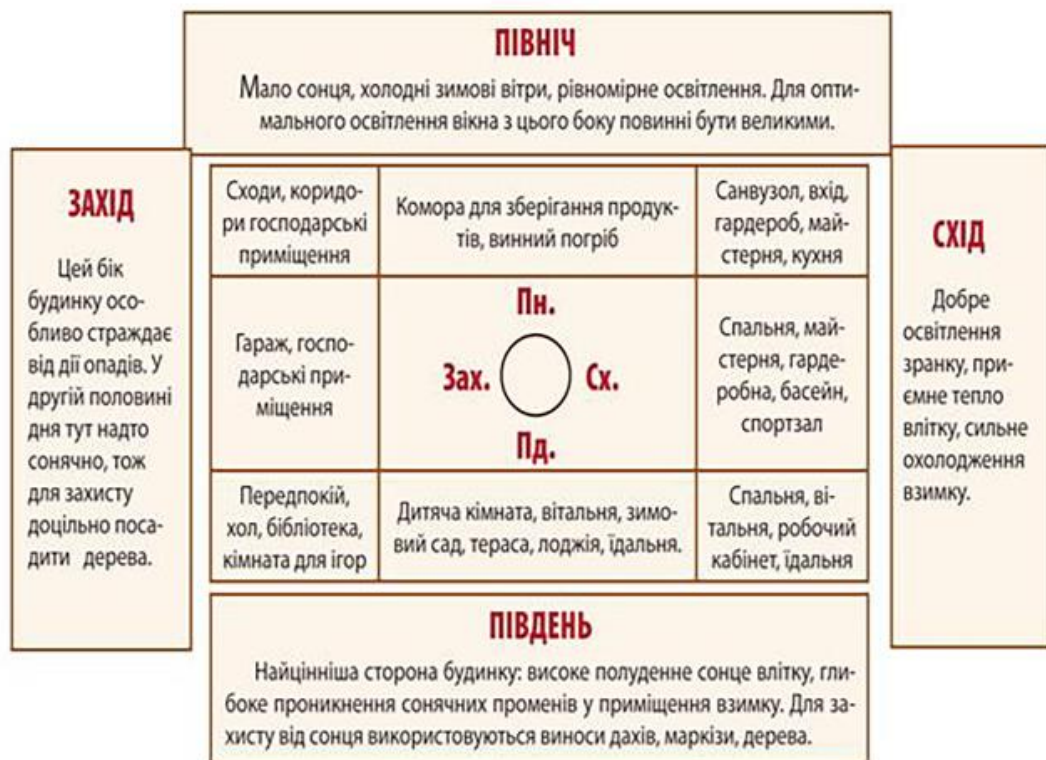 ПІВНІЧ
Мало сонця, холодні зимові вітри, рівномірне освітлення. Для опти-
мального освітлення вікна з цього боку повинні бути великими.
ЗАХІД
Цей бік
будинку осо-
бливо страждає
від дії опадів. У
другій половині
дня тут надто
сонячно, тож
для захисту
доцільно поса-
дити дерева.
Сходи, коридо-
ри господарські
приміщення
Комора для зберігання продук-
тів, винний погріб
Санвузол, вхід,
гардероб, май-
стерня, кухня
Гараж, госпо-
дарські при-
міщення
Пн.
Зах. Сх.
Пд.
Спальня, май-
стерня, гарде-
робна, басейн,
спортзал
Передпокій,
хол, бібліотека,
кімната для ігор
Дитяча кімната, вітальня, зимо-
вий сад, тераса, лоджія, їдальня.
Спальня, ві-
тальня, робочий
кабінет, їдальня
СХІД
Добре
освітлення
зранку, при-
ємне тепло
влітку, сильне
охолодження
взимку.
ПІВДЕНЬ
Найцінніша сторона будинку: високе полуденне сонце влітку, гли-
боке проникнення сонячних променів у приміщення взимку. Для за-
хисту від сонця використовуються виноси дахів, маркізи, дерева.